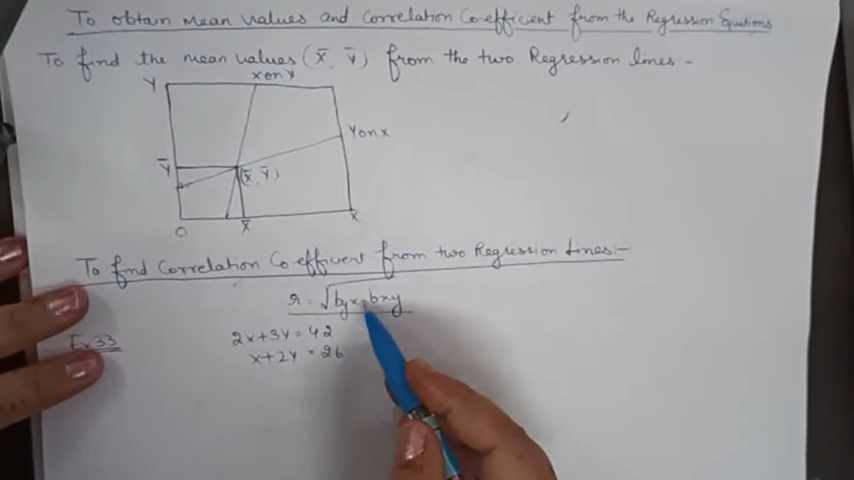 To obtain Mean values and Correlation Coefficient from the Regression Equations
To find the mean values (x̄, ȳ) from the two Regression lines -
Y
X on Y
Y on X
Ȳ
(x̄, ȳ)
O
X̄
X
To find Correlation Coefficient from two Regression Lines:-
r = √byx.bxy
Ex 33
2x+3y = 42
x+2y = 26